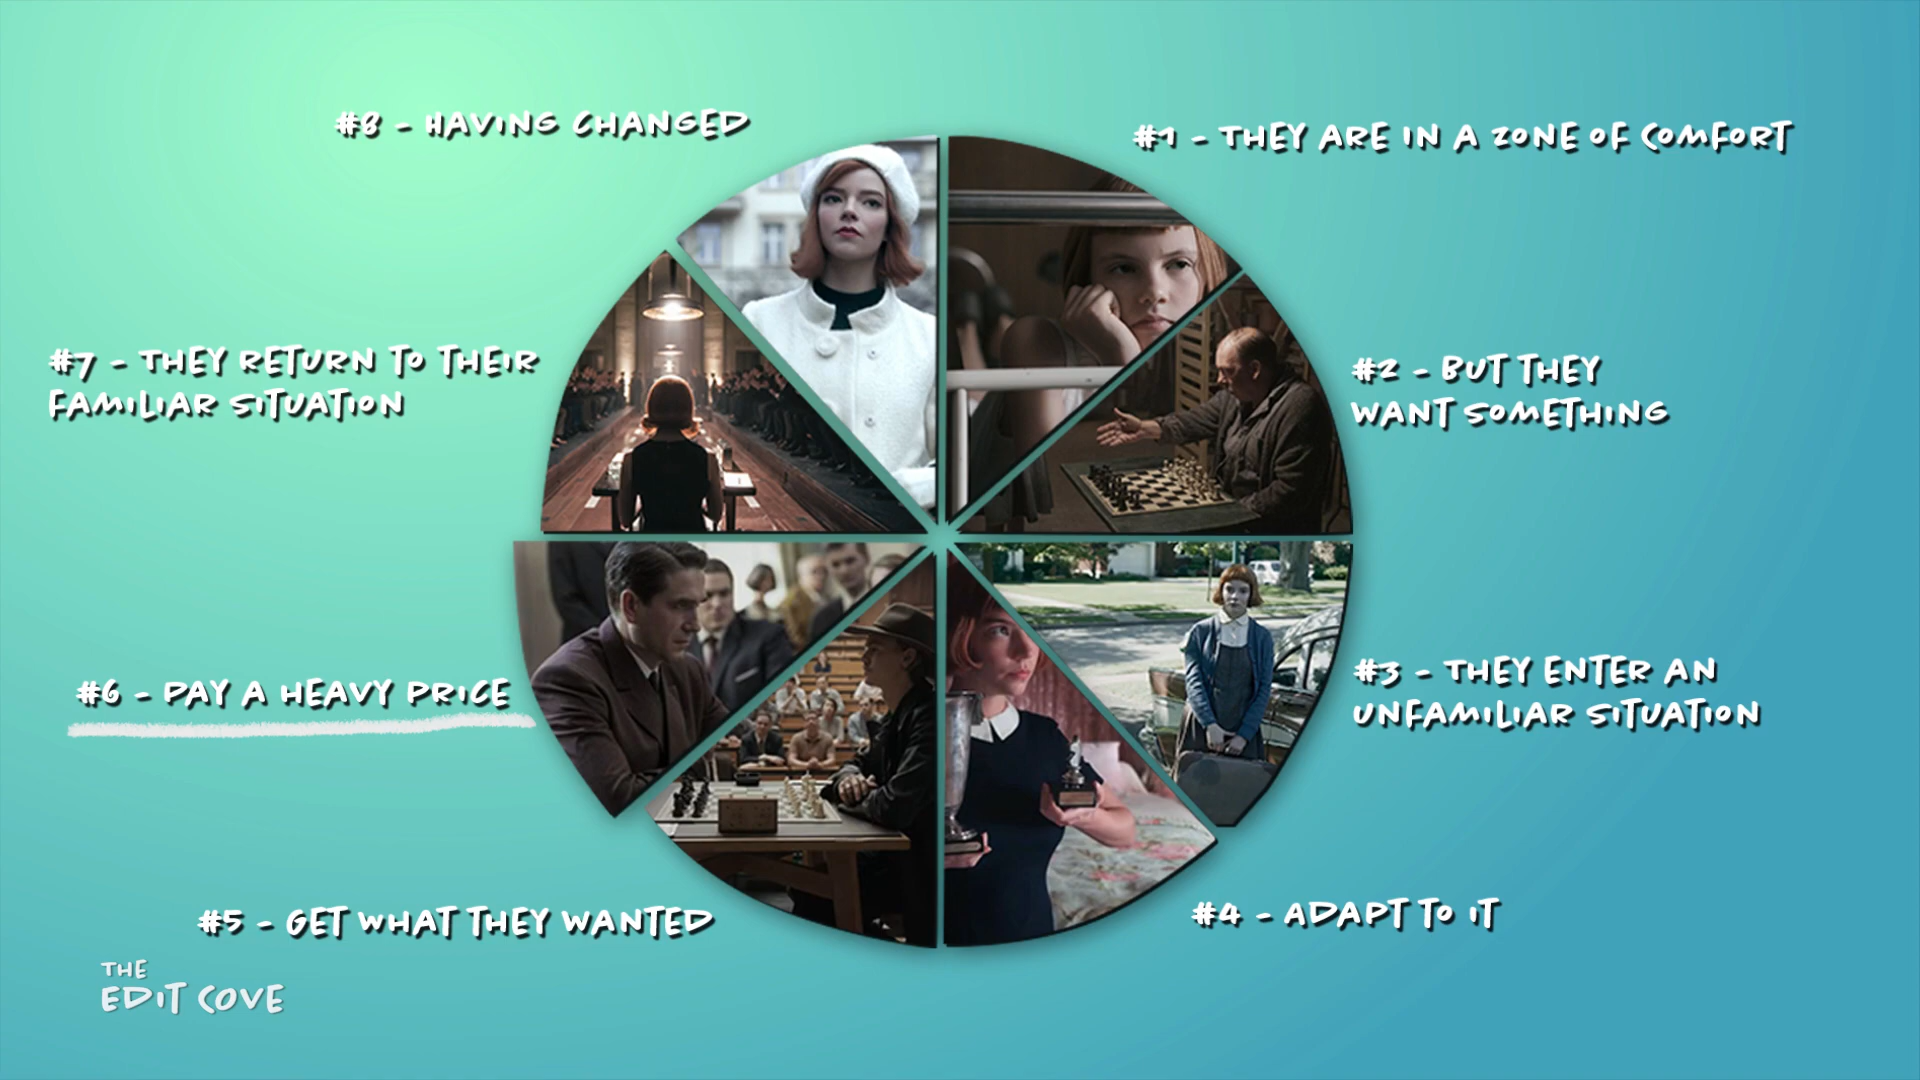 #8 - HAVING CHANGED
#1 - THEY ARE IN A ZONE OF COMFORT
#7 - THEY RETURN TO THEIR
FAMILIAR SITUATION
#2 - BUT THEY
WANT SOMETHING
#6 - PAY A HEAVY PRICE
#3 - THEY ENTER AN
UNFAMILIAR SITUATION
#5 - GET WHAT THEY WANTED
#4 - ADAPT TO IT
THE
EDIT COVE